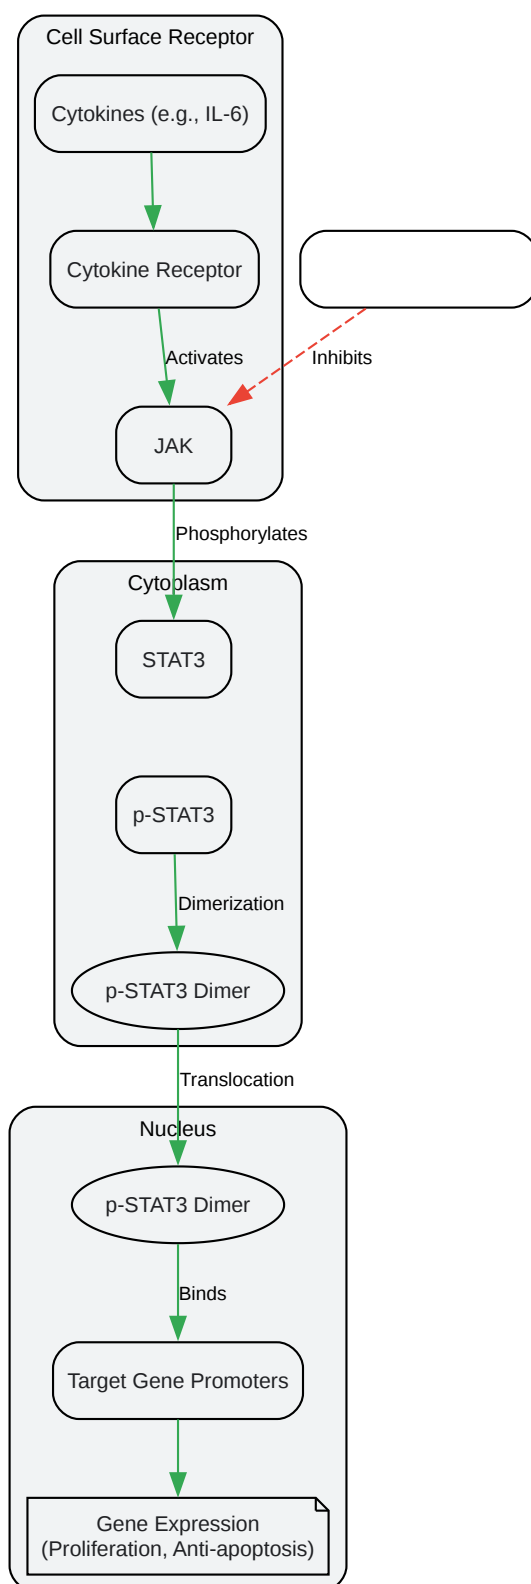 Cell Surface Receptor
Cytokines (e.g., IL-6)
Cytokine Receptor
Activates
Inhibits
JAK
Phosphorylates
Cytoplasm
STAT3
p-STAT3
Dimerization
p-STAT3 Dimer
Translocation
Nucleus
p-STAT3 Dimer
Binds
Target Gene Promoters
Gene Expression
(Proliferation, Anti-apoptosis)